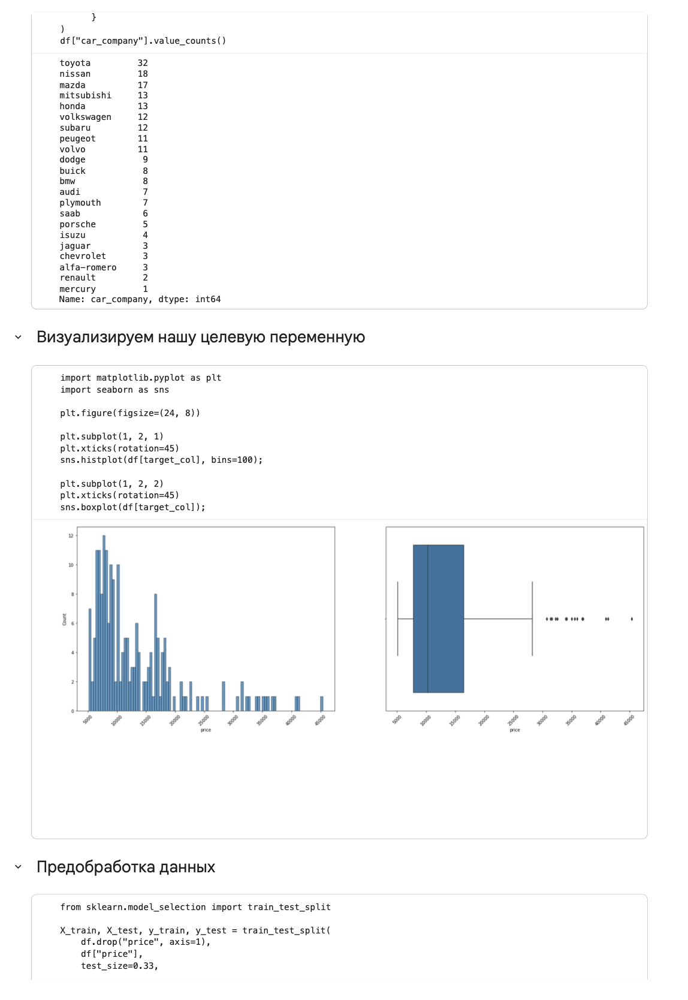 }
)
df["car_company"].value_counts()
toyota 32
nissan 18
mazda 17
mitsubishi 13
honda 13
volkswagen 12
subaru 12
peugeot 11
volvo 11
dodge 9
buick 8
bmw 8
audi 7
plymouth 7
saab 6
porsche 5
isuzu 4
jaguar 3
chevrolet 3
alfa-romero 3
renault 2
mercury 1
Name: car_company, dtype: int64
Визуализируем нашу целевую переменную
import matplotlib.pyplot as plt
import seaborn as sns
plt.figure(figsize=(24, 8))
plt.subplot(1, 2, 1)
plt.xticks(rotation=45)
sns.histplot(df[target_col], bins=100);
plt.subplot(1, 2, 2)
plt.xticks(rotation=45)
sns.boxplot(df[target_col]);
12
10
8
6
4
2
0
Count
5000 10000 15000 20000 25000 30000 35000 40000 45000
price
5000 10000 15000 20000 25000 30000 35000 40000 45000
price
Предобработка данных
from sklearn.model_selection import train_test_split
X_train, X_test, y_train, y_test = train_test_split(
df.drop("price", axis=1),
df["price"],
test_size=0.33,